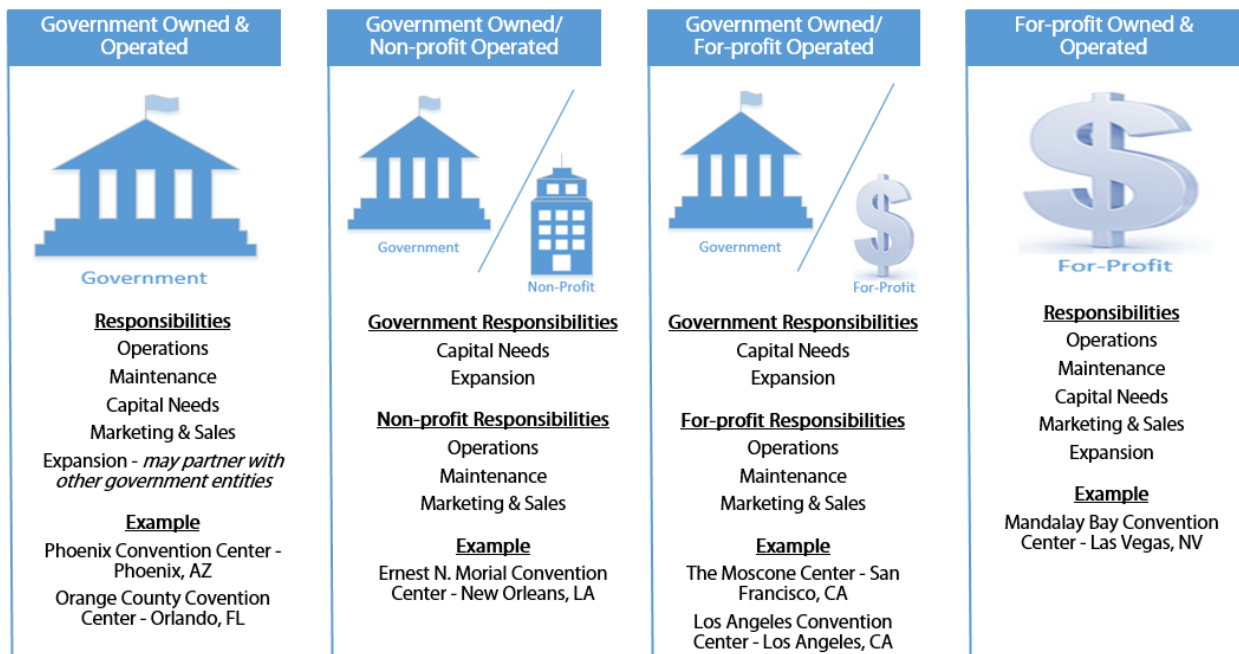 Government Owned &
Operated
Government
Responsibilities
Operations
Maintenance
Capital Needs
Marketing & Sales
Expansion - may partner with
other government entities
Example
Phoenix Convention Center -
Phoenix, AZ
Orange County Covention
Center - Orlando, FL
Government Owned/
Non-profit Operated
Government
Non-Profit
Government Responsibilities
Capital Needs
Expansion
Non-profit Responsibilities
Operations
Maintenance
Marketing & Sales
Example
Ernest N. Morial Convention
Center - New Orleans, LA
Government Owned/
For-profit Operated
Government
For-Profit
Government Responsibilities
Capital Needs
Expansion
For-profit Responsibilities
Operations
Maintenance
Marketing & Sales
Example
The Moscone Center - San
Francisco, CA
Los Angeles Convention
Center - Los Angeles, CA
For-profit Owned &
Operated
For-Profit
Responsibilities
Operations
Maintenance
Capital Needs
Marketing & Sales
Expansion
Example
Mandalay Bay Convention
Center - Las Vegas, NV